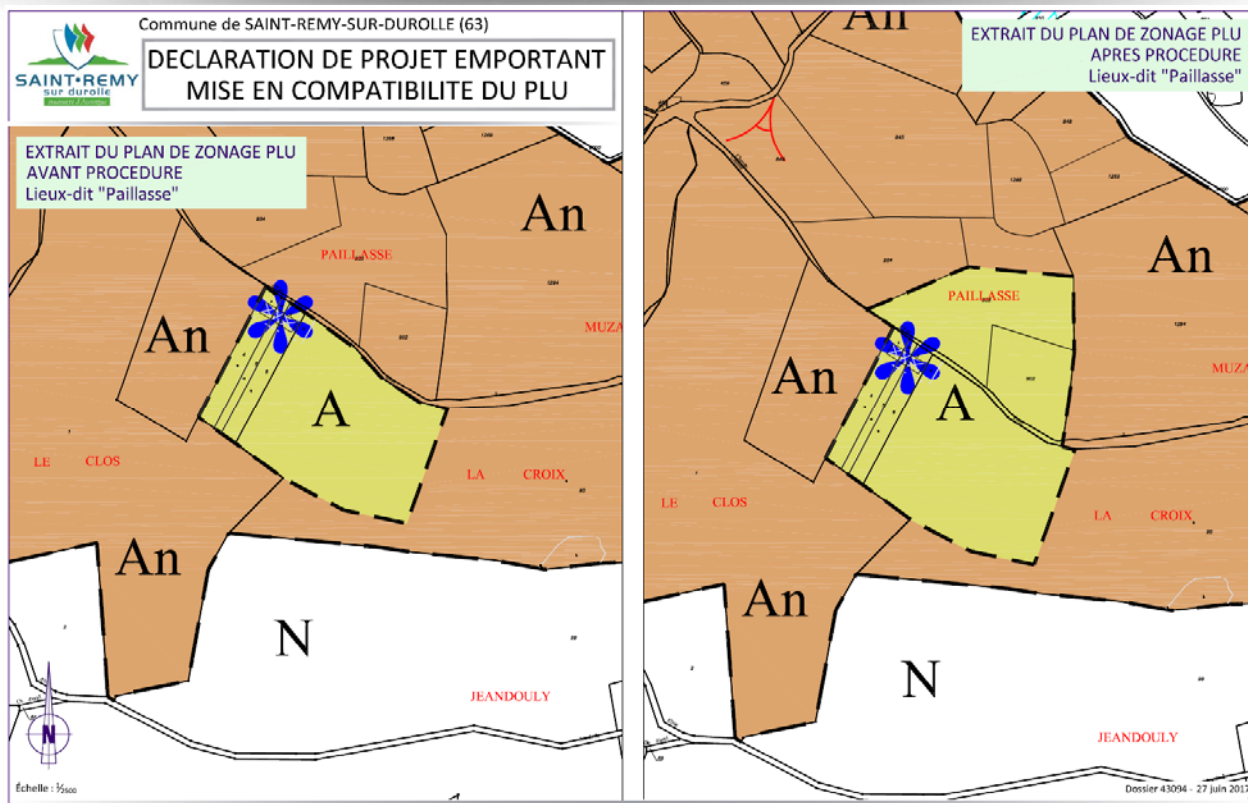 Commune de SAINT-REMY-SUR-DUROLLE (63)
DECLARATION DE PROJET EMPORTANT
MISE EN COMPATIBILITE DU PLU
SAINT-REMY
sur durolle
EXTRAIT DU PLAN DE ZONAGE PLU
AVANT PROCEDURE
Lieux-dit "Paillasse"
An
PAILLASSE
An
MUZA
A
LE CLOS
LA CROIX
An
N
JEANDOULY
N
Échelle : 1/2500
EXTRAIT DU PLAN DE ZONAGE PLU
APRES PROCEDURE
Lieux-dit "Paillasse"
An
An
PAILLASSE
An
MUZA
A
LE CLOS
LA CROIX
An
N
JEANDOULY
Dossier 43094 - 27 juin 2017